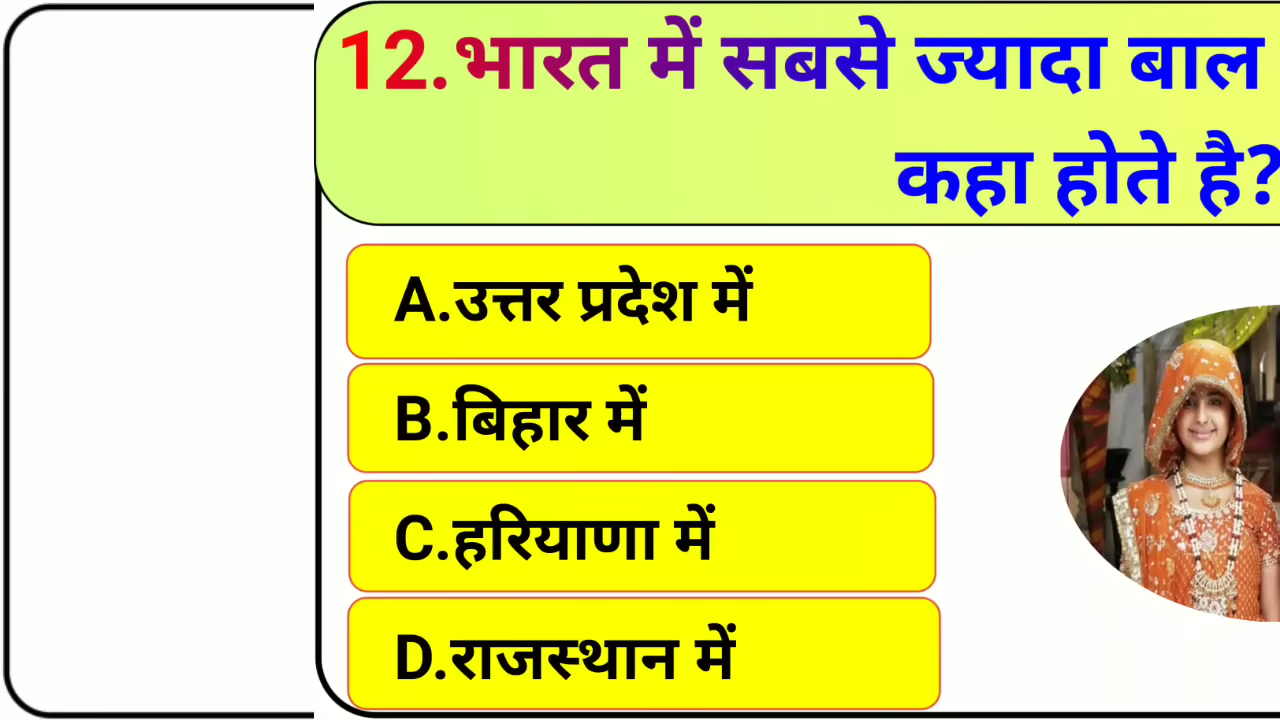 12.भारत में सबसे ज्यादा बाल
कहा होते है?
A.उत्तर प्रदेश में
B.बिहार में
C.हरियाणा में
D.राजस्थान में